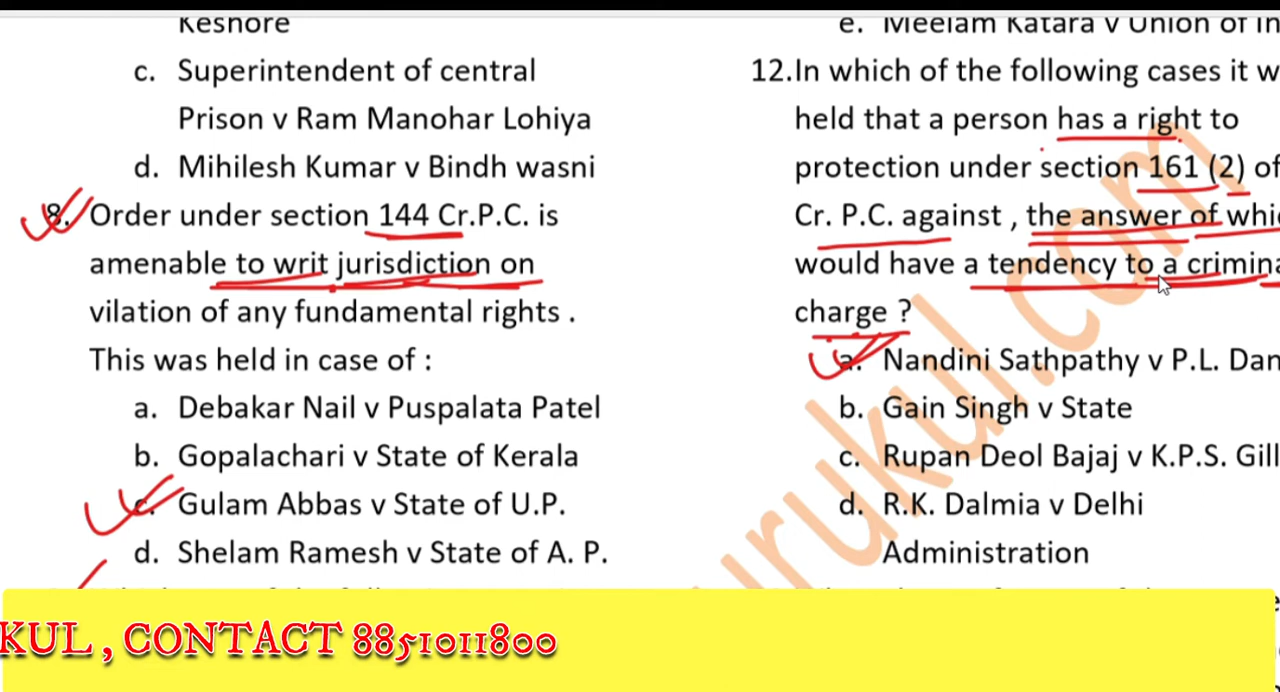 Keshore
c. Superintendent of central
Prison v Ram Manohar Lohiya
d. Mihilesh Kumar v Bindh wasni
8. Order under section 144 Cr.P.C. is
amenable to writ jurisdiction on
vilation of any fundamental rights .
This was held in case of :
a. Debakar Nail v Puspalata Patel
b. Gopalachari v State of Kerala
c. Gulam Abbas v State of U.P.
d. Shelam Ramesh v State of A. P.
e. Meelam Katara v Union of In
12.In which of the following cases it w
held that a person has a right to
protection under section 161 (2) of
Cr. P.C. against , the answer of whi
would have a tendency to a crimina
charge ?
a. Nandini Sathpathy v P.L. Dan
b. Gain Singh v State
c. Rupan Deol Bajaj v K.P.S. Gill
d. R.K. Dalmia v Delhi
Administration
urukul.com
KUL , CONTACT 8851011800